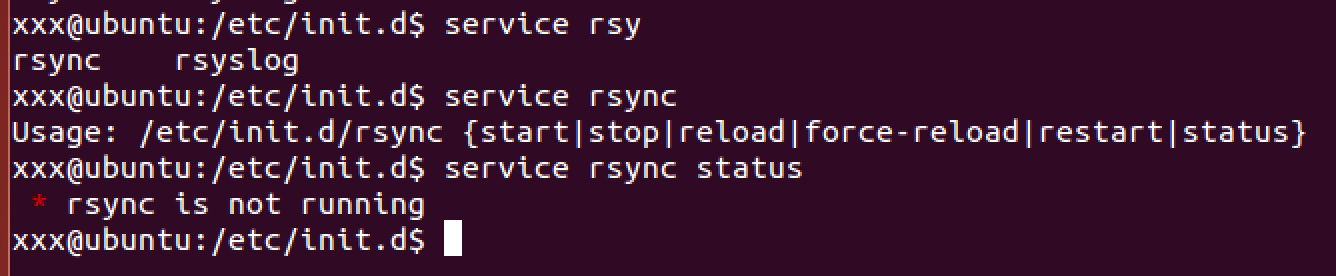 xxx@ubuntu:/etc/init.d$ service rsy
rsync    rsyslog
xxx@ubuntu:/etc/init.d$ service rsync
Usage: /etc/init.d/rsync {start|stop|reload|force-reload|restart|status}
xxx@ubuntu:/etc/init.d$ service rsync status
 * rsync is not running
xxx@ubuntu:/etc/init.d$